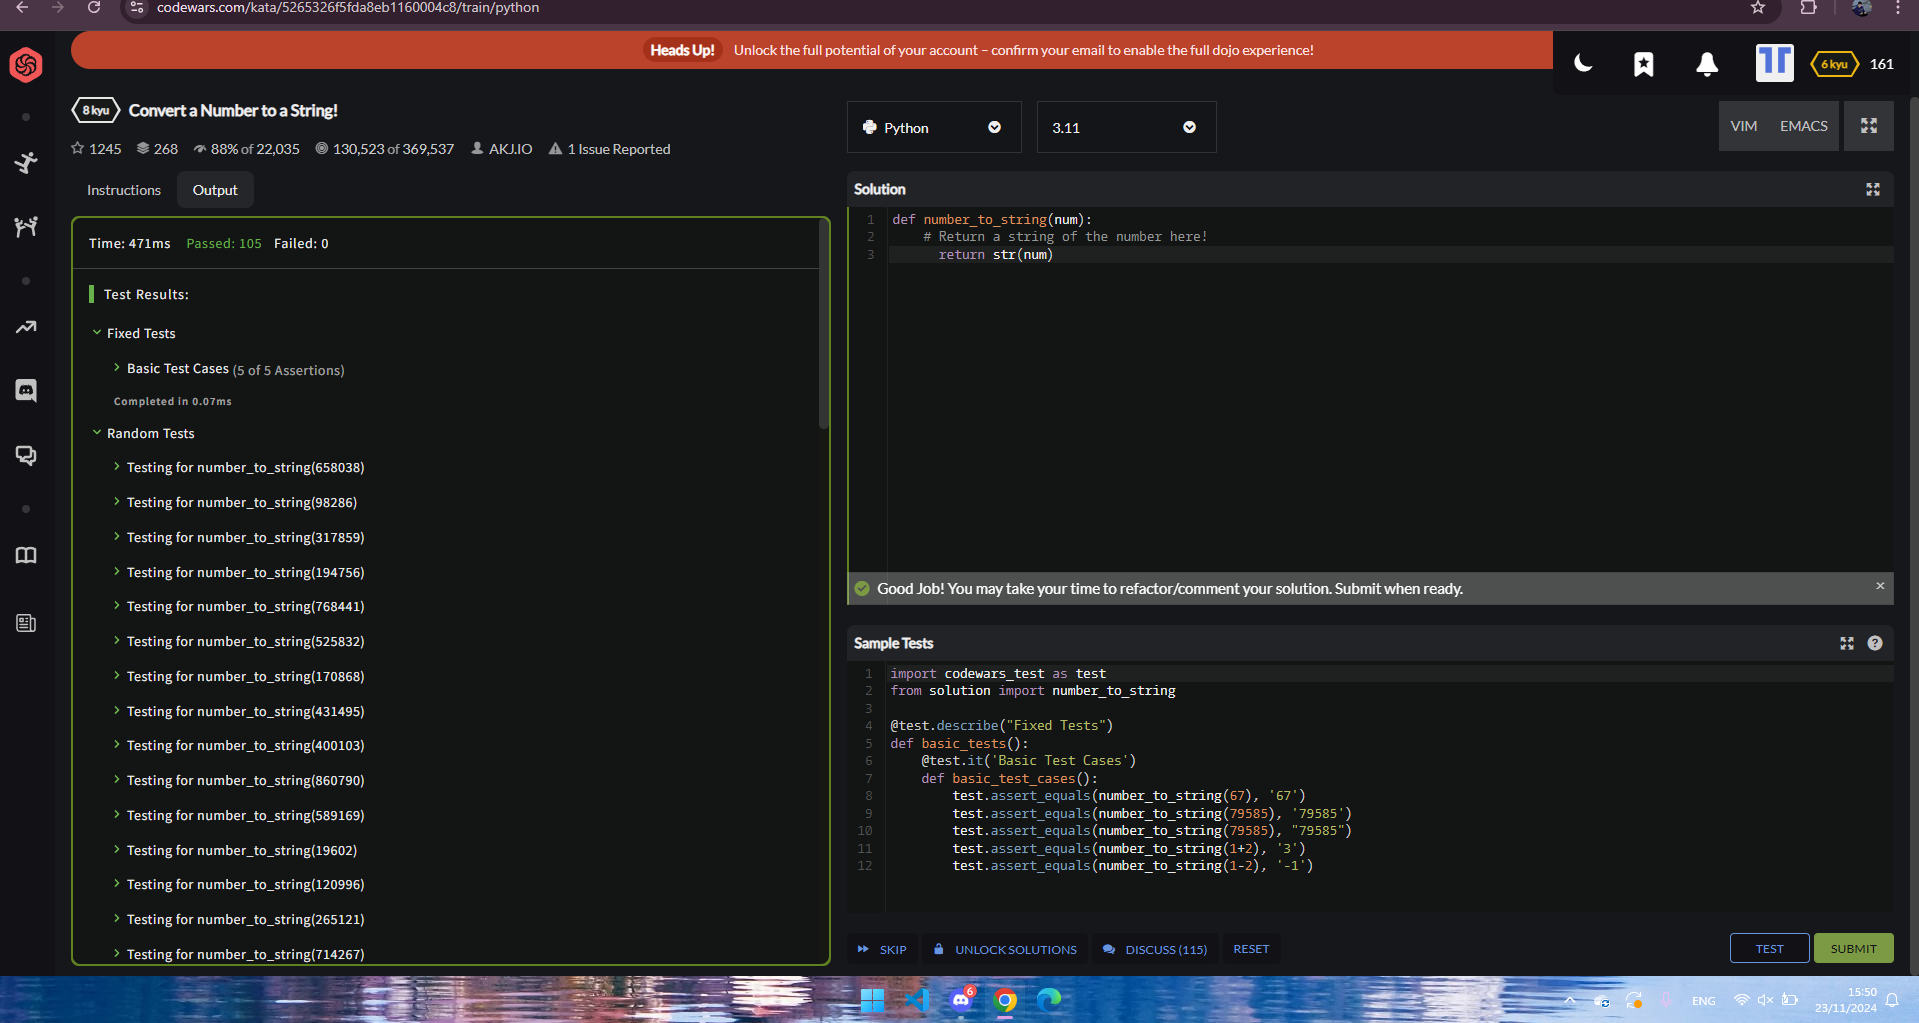 codewars.com/kata/5265326f5fda8eb1160004c8/train/python
Heads Up! Unlock the full potential of your account – confirm your email to enable the full dojo experience!
6 kyu 161
8 kyu Convert a Number to a String!
1245 268 88% of 22,035 130,523 of 369,537 AKJ.IO 1 Issue Reported
Instructions Output
Time: 471ms Passed: 105 Failed: 0
Test Results:
Fixed Tests
Basic Test Cases (5 of 5 Assertions)
Completed in 0.07ms
Random Tests
Testing for number_to_string(658038)
Testing for number_to_string(98286)
Testing for number_to_string(317859)
Testing for number_to_string(194756)
Testing for number_to_string(768441)
Testing for number_to_string(525832)
Testing for number_to_string(170868)
Testing for number_to_string(431495)
Testing for number_to_string(400103)
Testing for number_to_string(860790)
Testing for number_to_string(589169)
Testing for number_to_string(19602)
Testing for number_to_string(120996)
Testing for number_to_string(265121)
Testing for number_to_string(714267)
Python 3.11 VIM EMACS
Solution
1 def number_to_string(num):
2 # Return a string of the number here!
3 return str(num)
Good Job! You may take your time to refactor/comment your solution. Submit when ready. ×
Sample Tests ?
1 import codewars_test as test
2 from solution import number_to_string
3
4 @test.describe("Fixed Tests")
5 def basic_tests():
6 @test.it('Basic Test Cases')
7 def basic_test_cases():
8 test.assert_equals(number_to_string(67), '67')
9 test.assert_equals(number_to_string(79585), '79585')
10 test.assert_equals(number_to_string(79585), "79585")
11 test.assert_equals(number_to_string(1+2), '3')
12 test.assert_equals(number_to_string(1-2), '-1')
SKIP UNLOCK SOLUTIONS DISCUSS (115) RESET TEST SUBMIT
6
ENG
15:50
23/11/2024